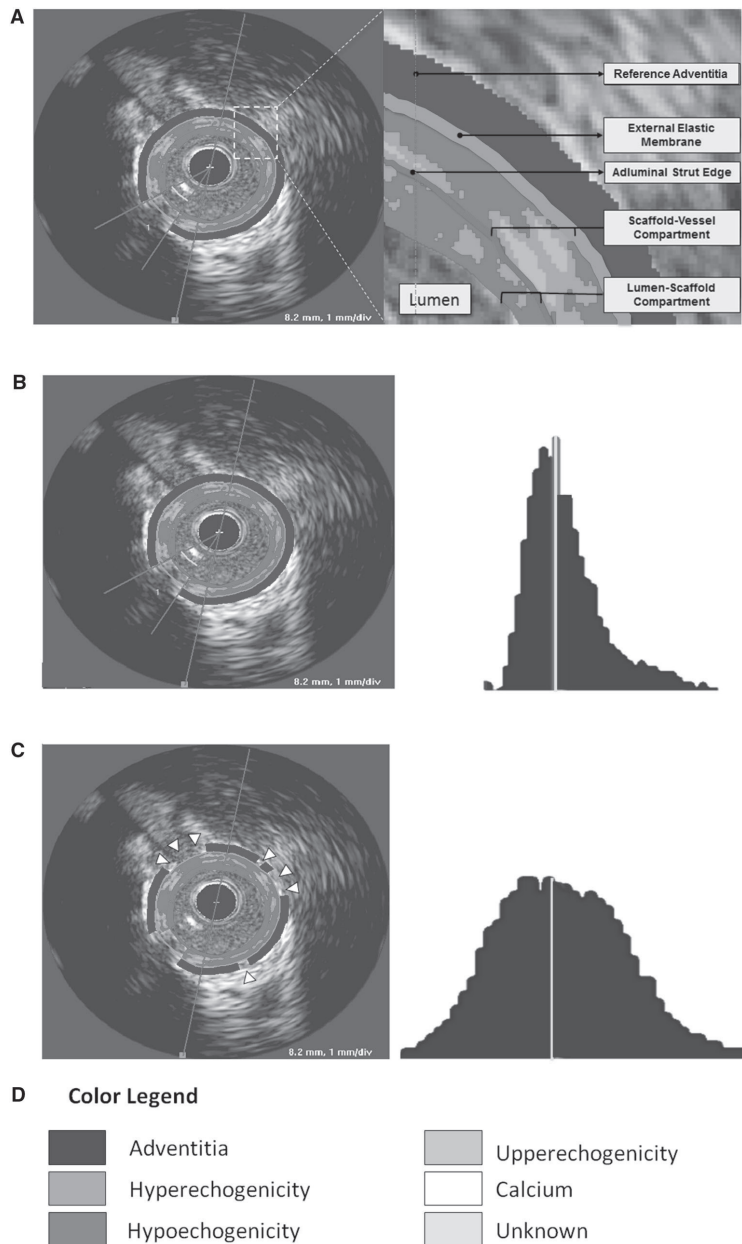 A
Reference Adventitia
External Elastic
Membrane
Adluminal Strut Edge
Scaffold-Vessel
Compartment
Lumen-Scaffold
Compartment
Lumen
8.2 mm, 1 mm/div
B
8.2 mm, 1 mm/div
C
8.2 mm, 1 mm/div
D Color Legend
Adventitia
Upperechogenicity
Hyperechogenicity
Calcium
Hypoechogenicity
Unknown